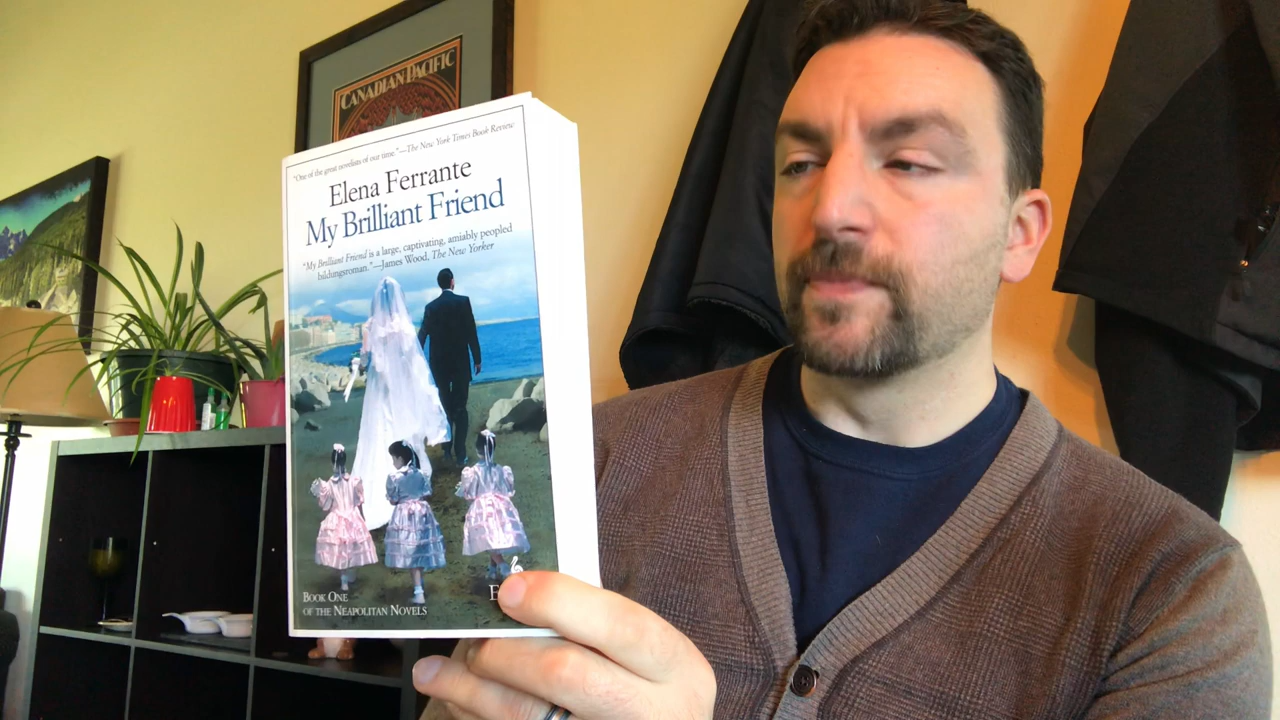 CANADIAN PACIFIC
"One of the great novelists of our time."—The New York Times Book Review
Elena Ferrante
My Brilliant Friend
"My Brilliant Friend is a large, captivating, amiably peopled
bildungsroman."—James Wood, The New Yorker
BOOK ONE
OF THE NEAPOLITAN NOVELS
E